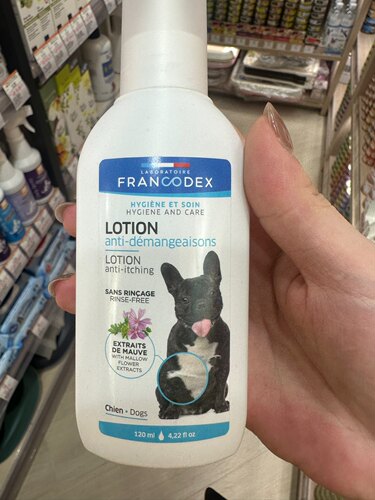 LABORATOIRE
FRANCODEX
HYGIÈNE ET SOIN
HYGIENE AND CARE
LOTION
anti-démangeaisons
LOTION
anti-itching
SANS RINÇAGE
RINSE-FREE
EXTRAITS
DE MAUVE
WITH MALLOW
FLOWER
EXTRACTS
Chien • Dogs
120 ml 4,22 fl oz